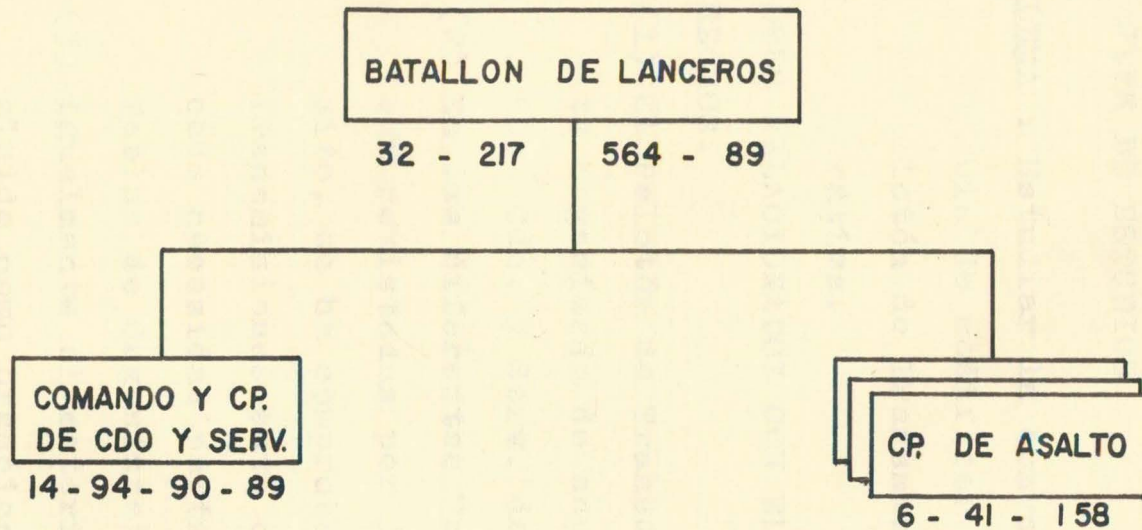 BATALLON DE LANCEROS
32 - 217 564 - 89
COMANDO Y CP.
DE CDO Y SERV.
14 - 94 - 90 - 89
CP. DE ASALTO
6 - 41 - 158